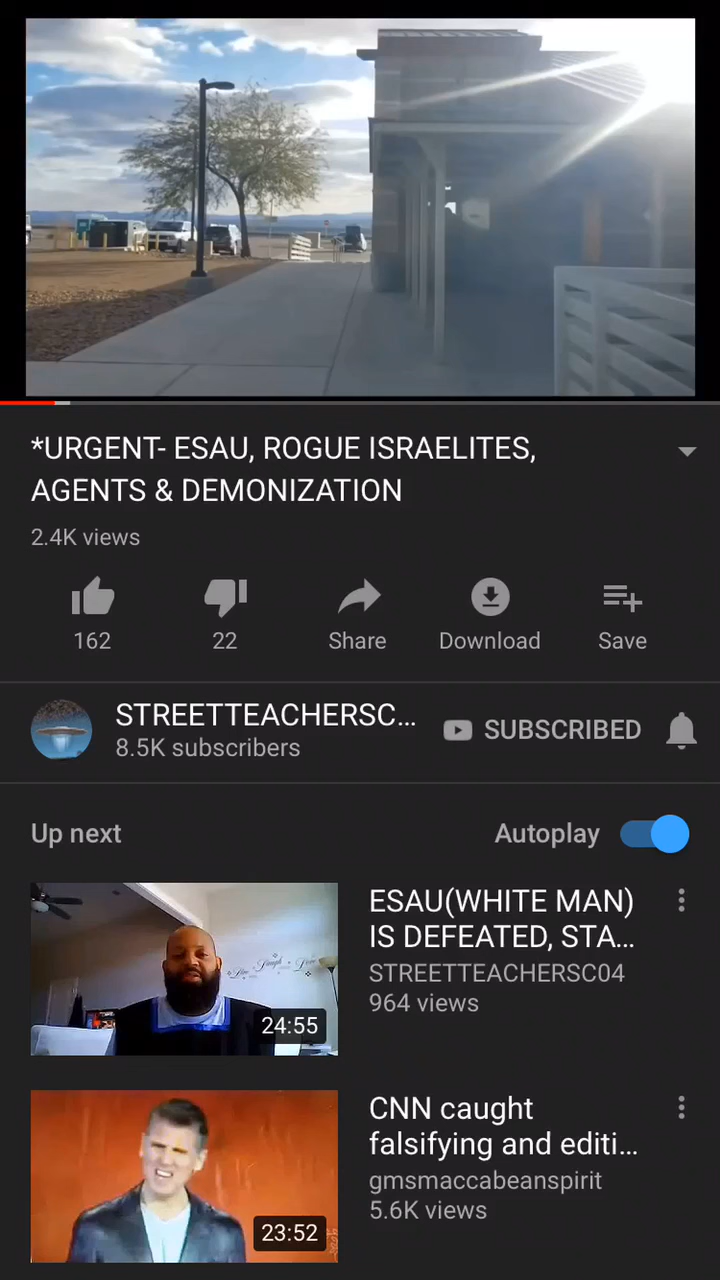 *URGENT- ESAU, ROGUE ISRAELITES,
AGENTS & DEMONIZATION
2.4K views
162
22
Share
Download
Save
STREETTEACHERSC...
8.5K subscribers
SUBSCRIBED
Up next
Autoplay
24:55
ESAU(WHITE MAN)
IS DEFEATED, STA...
STREETTEACHERSC04
964 views
23:52
CNN caught
falsifying and editi...
gmsmaccabeanspirit
5.6K views